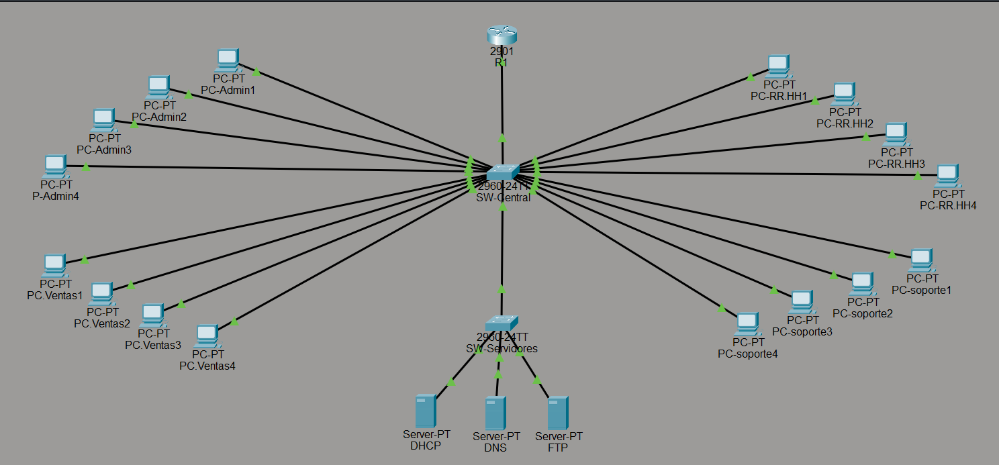 2901
R1
PC-PT
PC-Admin1
PC-PT
PC-Admin2
PC-PT
PC-Admin3
PC-PT
P-Admin4
PC-PT
PC-RR.HH1
PC-PT
PC-RR.HH2
PC-PT
PC-RR.HH3
PC-PT
PC-RR.HH4
2960-24TT
SW-Central
PC-PT
PC.Ventas1
PC-PT
PC.Ventas2
PC-PT
PC.Ventas3
PC-PT
PC.Ventas4
PC-PT
PC-soporte1
PC-PT
PC-soporte2
PC-PT
PC-soporte3
PC-PT
PC-soporte4
2960-24TT
SW-Servidores
Server-PT
DHCP
Server-PT
DNS
Server-PT
FTP